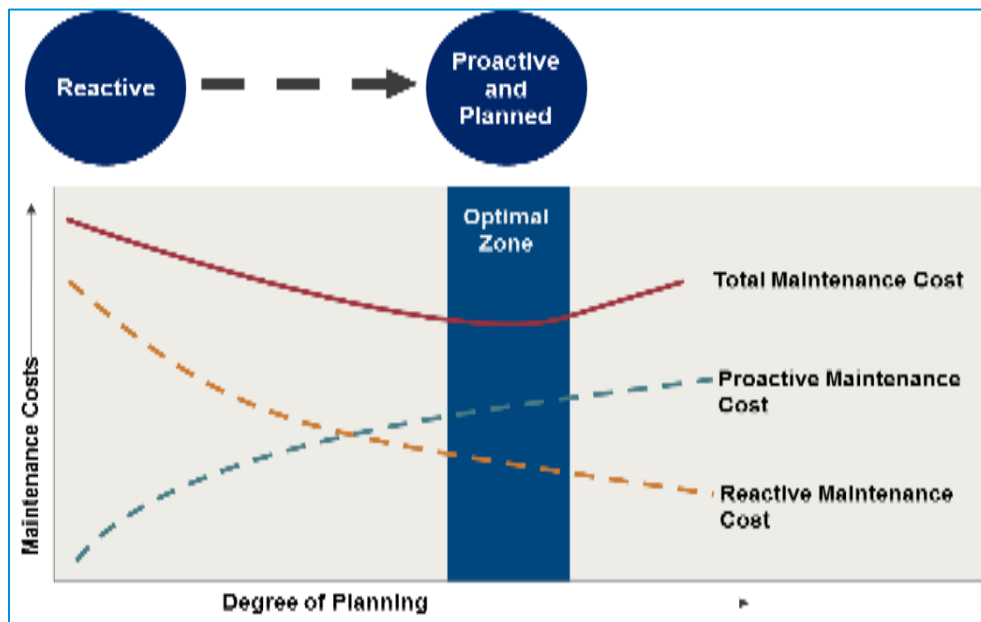 Reactive
Proactive
and
Planned
Optimal
Zone
Total Maintenance Cost
Proactive Maintenance
Cost
Reactive Maintenance
Cost
Maintenance Costs
Degree of Planning